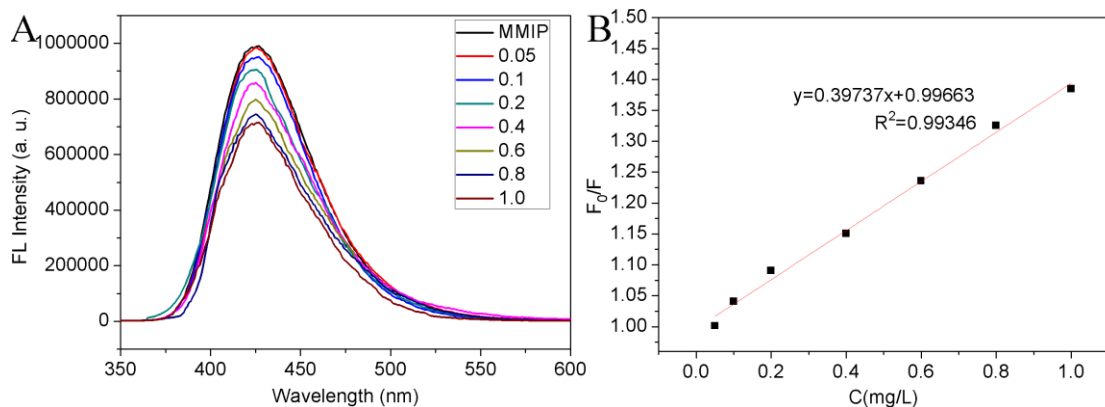 A
1000000
800000
600000
400000
200000
0
FL Intensity (a. u.)
350 400 450 500 550 600
Wavelength (nm)
MMIP
0.05
0.1
0.2
0.4
0.6
0.8
1.0
B
1.50
1.45
1.40
1.35
1.30
1.25
1.20
1.15
1.10
1.05
1.00
F₀/F
y=0.39737x+0.99663
R²=0.99346
0.0 0.2 0.4 0.6 0.8 1.0
C(mg/L)